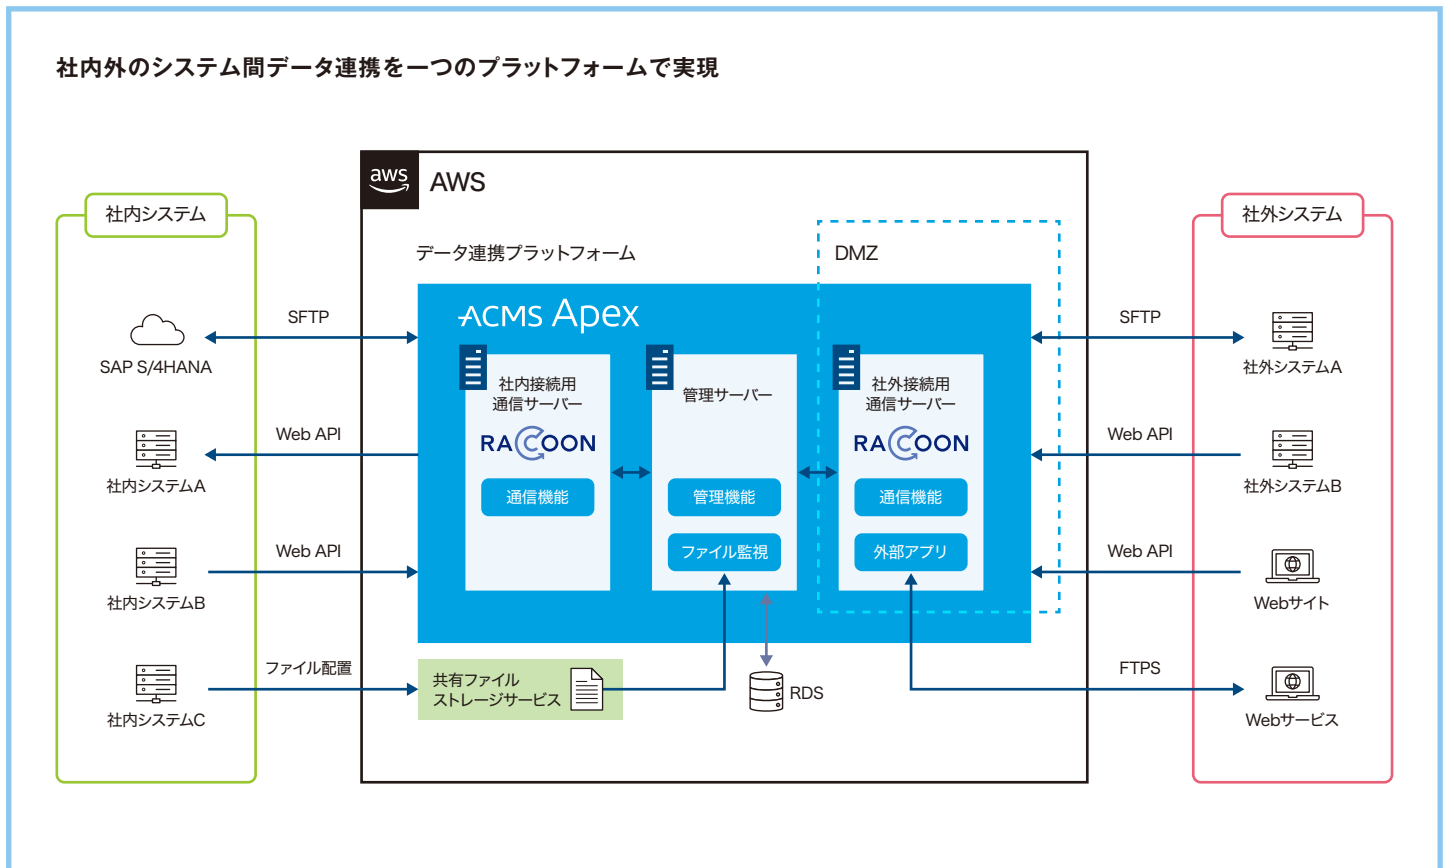 社内外のシステム間データ連携を一つのプラットフォームで実現
aws
AWS
社内システム
社外システム
データ連携プラットフォーム
DMZ
ACMS Apex
SFTP
SFTP
SAP S/4HANA
社外システムA
社内接続用
通信サーバー
管理サーバー
社外接続用
通信サーバー
RACCOON
RACCOON
Web API
Web API
社内システムA
社外システムB
通信機能
管理機能
通信機能
Web API
ファイル監視
外部アプリ
Web API
社内システムB
Webサイト
ファイル配置
共有ファイル
ストレージサービス
RDS
FTPS
社内システムC
Webサービス